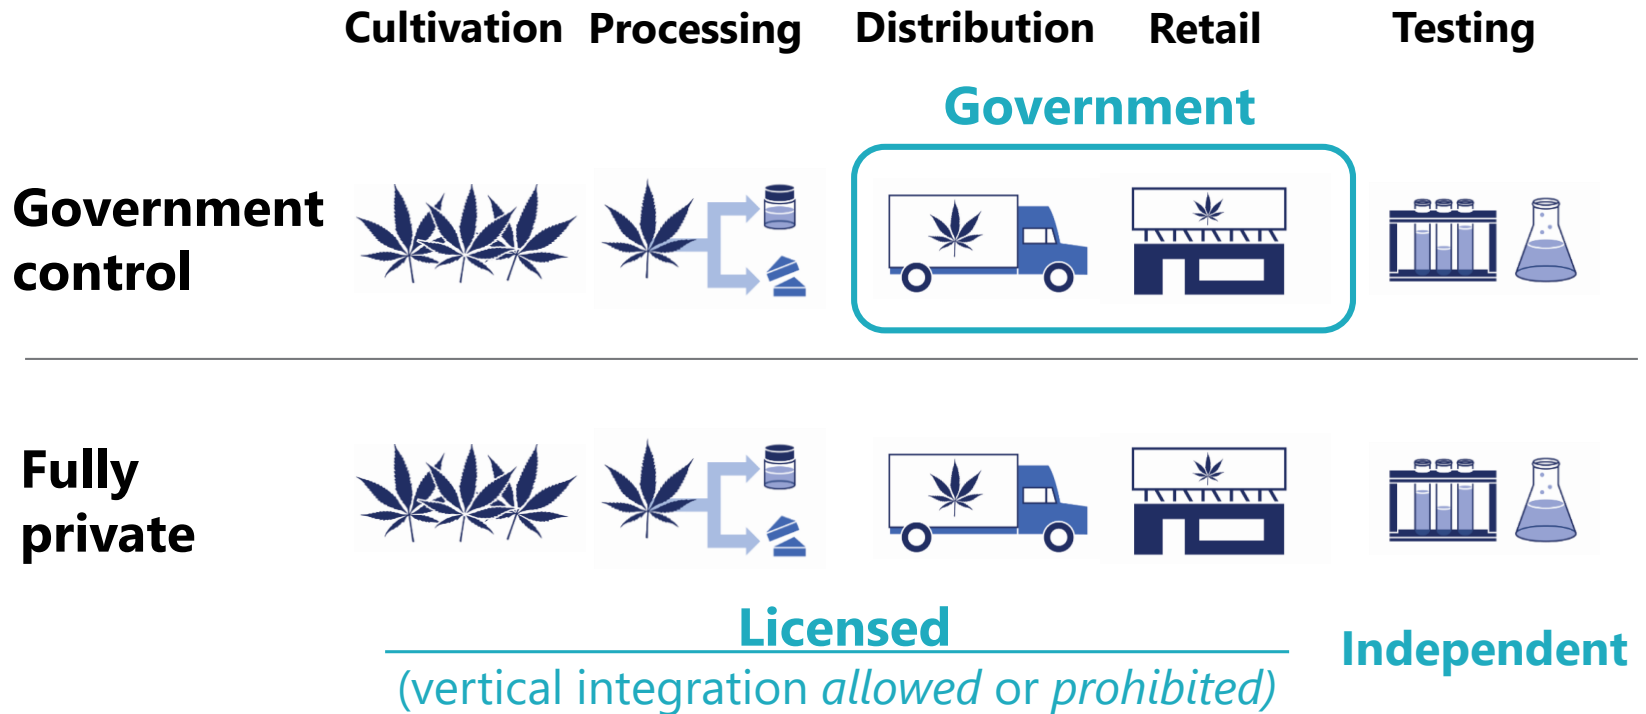 Cultivation Processing Distribution Retail Testing
Government
Government
control
Fully
private
Licensed
(vertical integration allowed or prohibited)
Independent